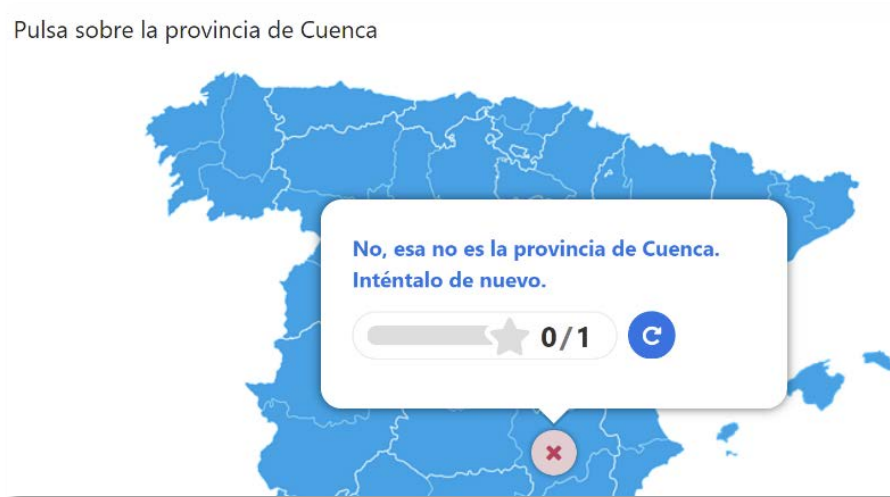 Pulsa sobre la provincia de Cuenca
No, esa no es la provincia de Cuenca.
Inténtalo de nuevo.
0/1